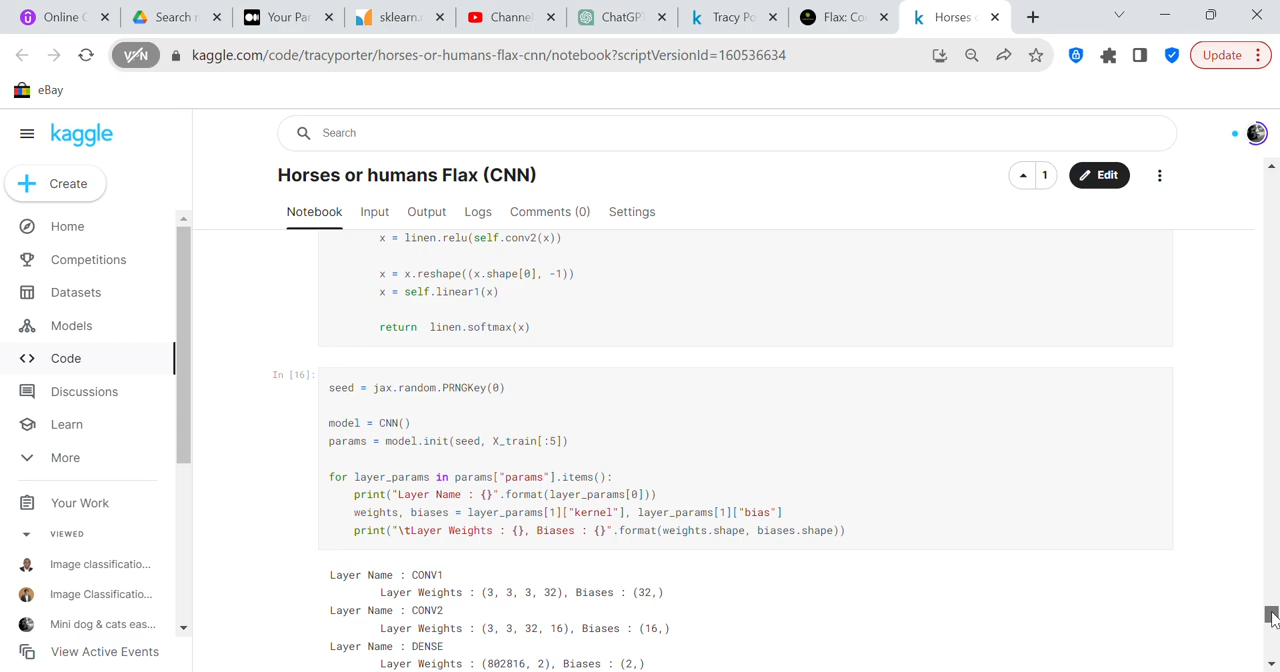 Online C
Search r
Your Par
sklearn.r
Channel
ChatGPT
Tracy Po
Flax: Co
Horses o
VPN
kaggle.com/code/tracyporter/horses-or-humans-flax-cnn/notebook?scriptVersionId=160536634
Update
eBay
kaggle
Search
Create
Horses or humans Flax (CNN)
1
Edit
Notebook Input Output Logs Comments (0) Settings
Home
Competitions
Datasets
Models
Code
Discussions
Learn
More
Your Work
VIEWED
Image classificatio...
Image Classificatio...
Mini dog & cats eas...
View Active Events
x = linen.relu(self.conv2(x))
x = x.reshape((x.shape[0], -1))
x = self.linear1(x)
return linen.softmax(x)
In [16]:
seed = jax.random.PRNGKey(0)
model = CNN()
params = model.init(seed, X_train[:5])
for layer_params in params["params"].items():
print("Layer Name : {}".format(layer_params[0]))
weights, biases = layer_params[1]["kernel"], layer_params[1]["bias"]
print("\tLayer Weights : {}, Biases : {}".format(weights.shape, biases.shape))
Layer Name : CONV1
Layer Weights : (3, 3, 3, 32), Biases : (32,)
Layer Name : CONV2
Layer Weights : (3, 3, 32, 16), Biases : (16,)
Layer Name : DENSE
Layer Weights : (802816, 2), Biases : (2,)